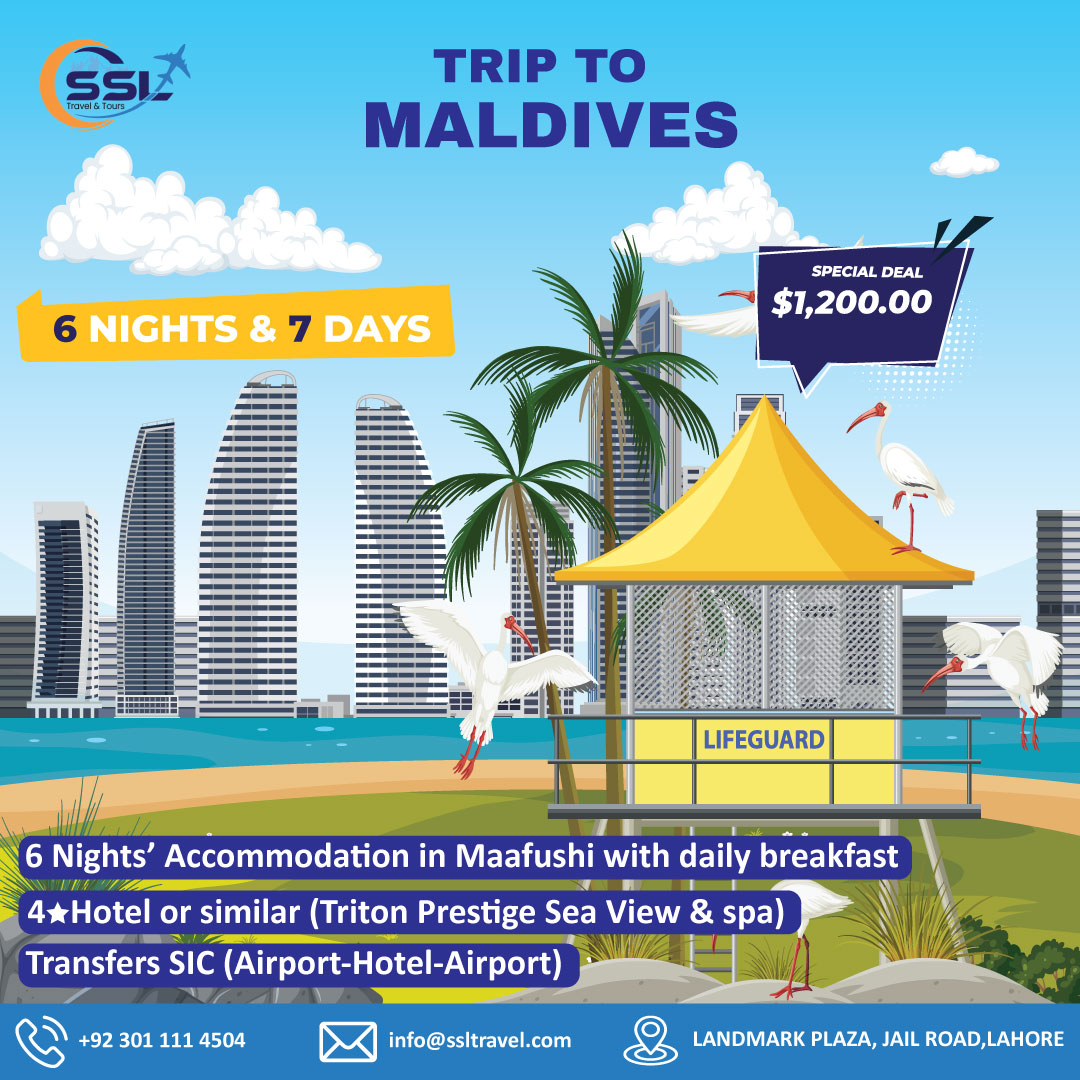 SSL
Travel & Tours
TRIP TO
MALDIVES
6 NIGHTS & 7 DAYS
SPECIAL DEAL
$1,200.00
LIFEGUARD
6 Nights’ Accommodation in Maafushi with daily breakfast
4★Hotel or similar (Triton Prestige Sea View & spa)
Transfers SIC (Airport-Hotel-Airport)
+92 301 111 4504
info@ssltravel.com
LANDMARK PLAZA, JAIL ROAD,LAHORE